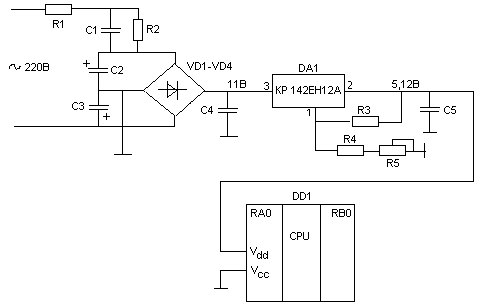 R1
C1
R2
~ 220В
+
C2
VD1-VD4
C3
+
11В
C4
DA1
3
КР 142ЕН12А
2
1
5,12В
R3
C5
R4
R5
DD1
RA0
RB0
CPU
Vdd
Vcc